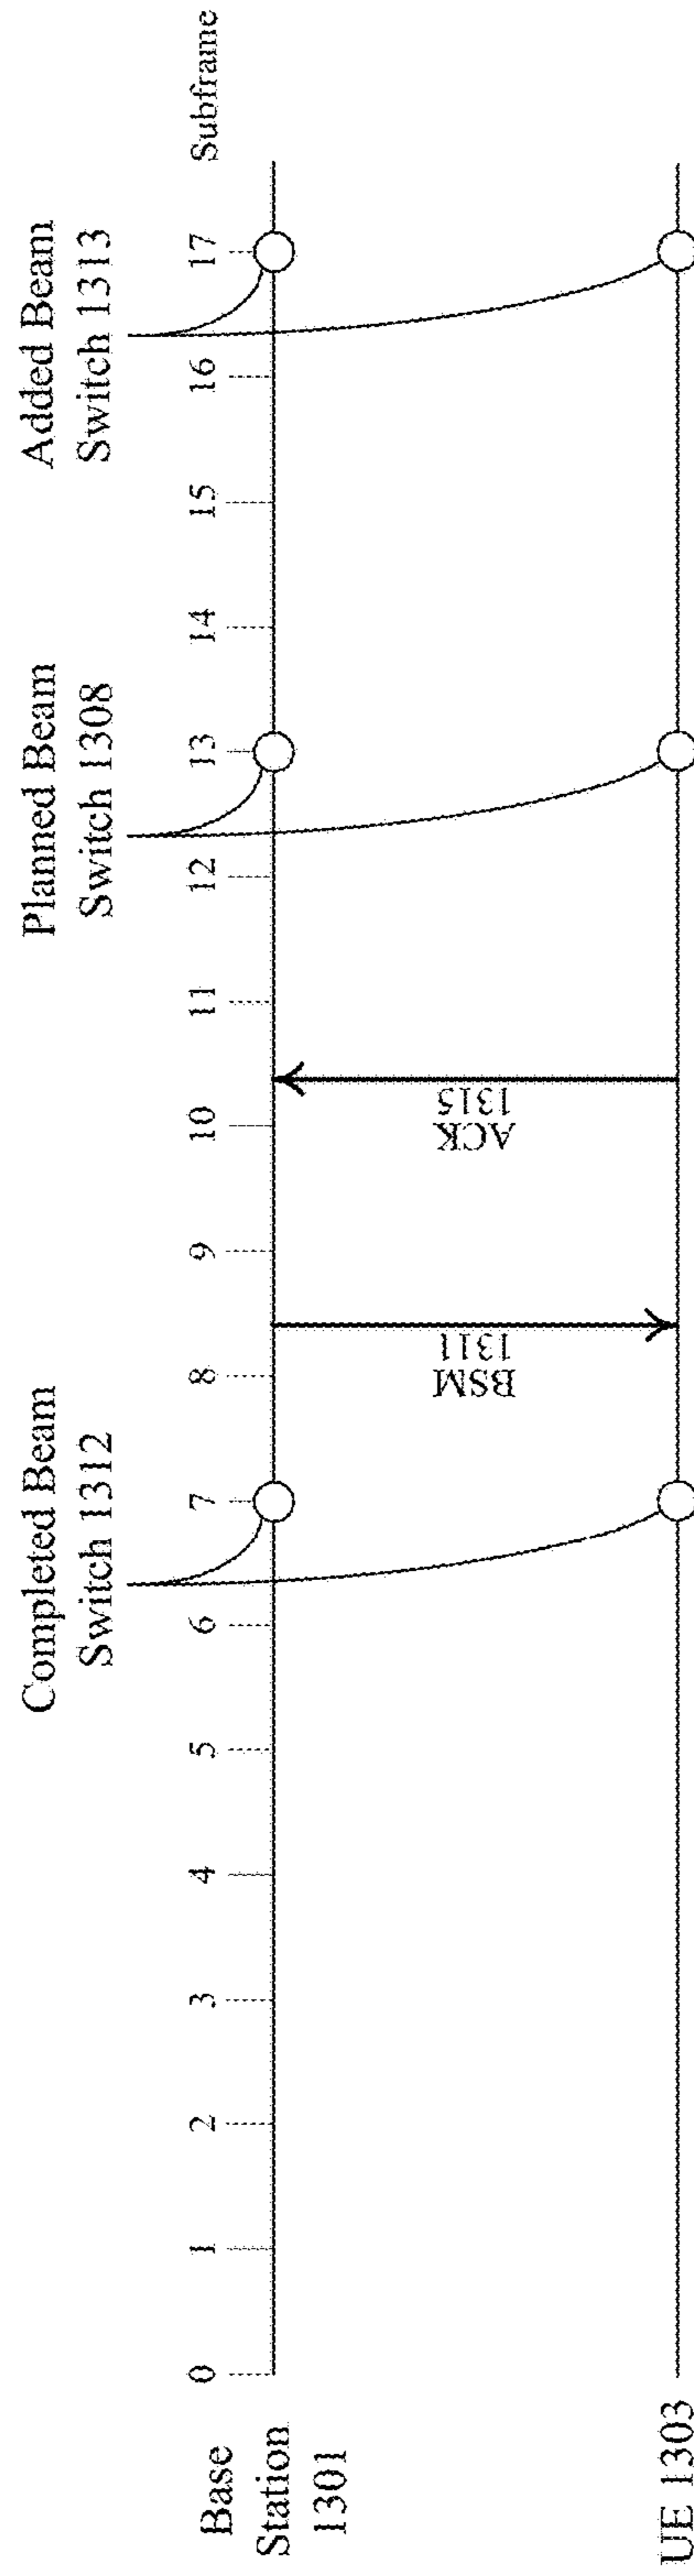 Completed Beam
Switch 1312
Planned Beam
Switch 1308
Added Beam
Switch 1313
0 1 2 3 4 5 6 7 8 9 10 11 12 13 14 15 16 17 Subframe
Base
Station
1301
BSM
1311
ACK
1315
UE 1303